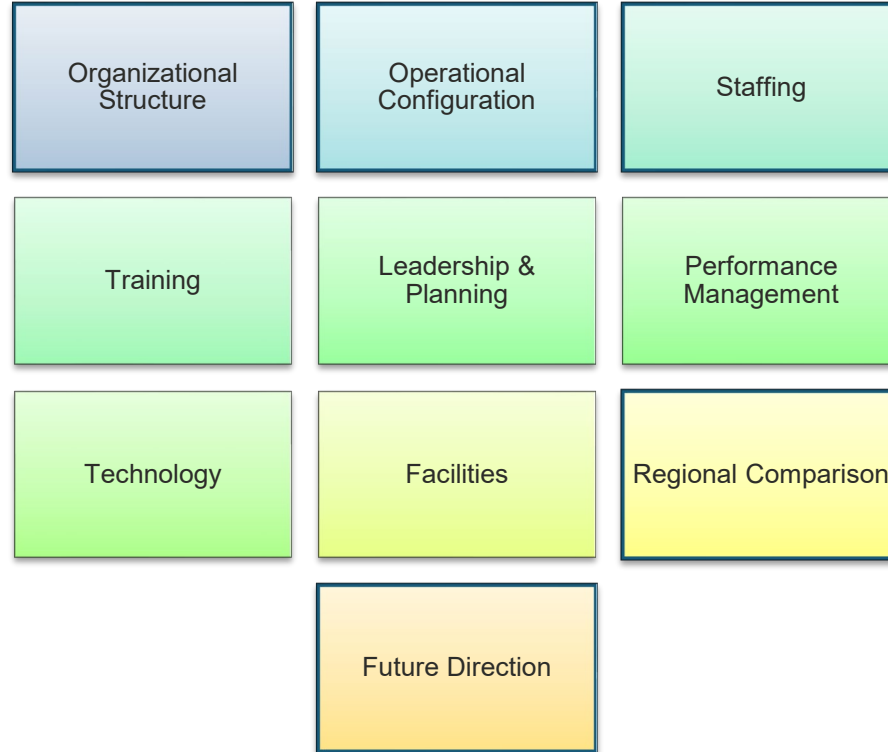 Organizational
Structure
Operational
Configuration
Staffing
Training
Leadership &
Planning
Performance
Management
Technology
Facilities
Regional Comparison
Future Direction